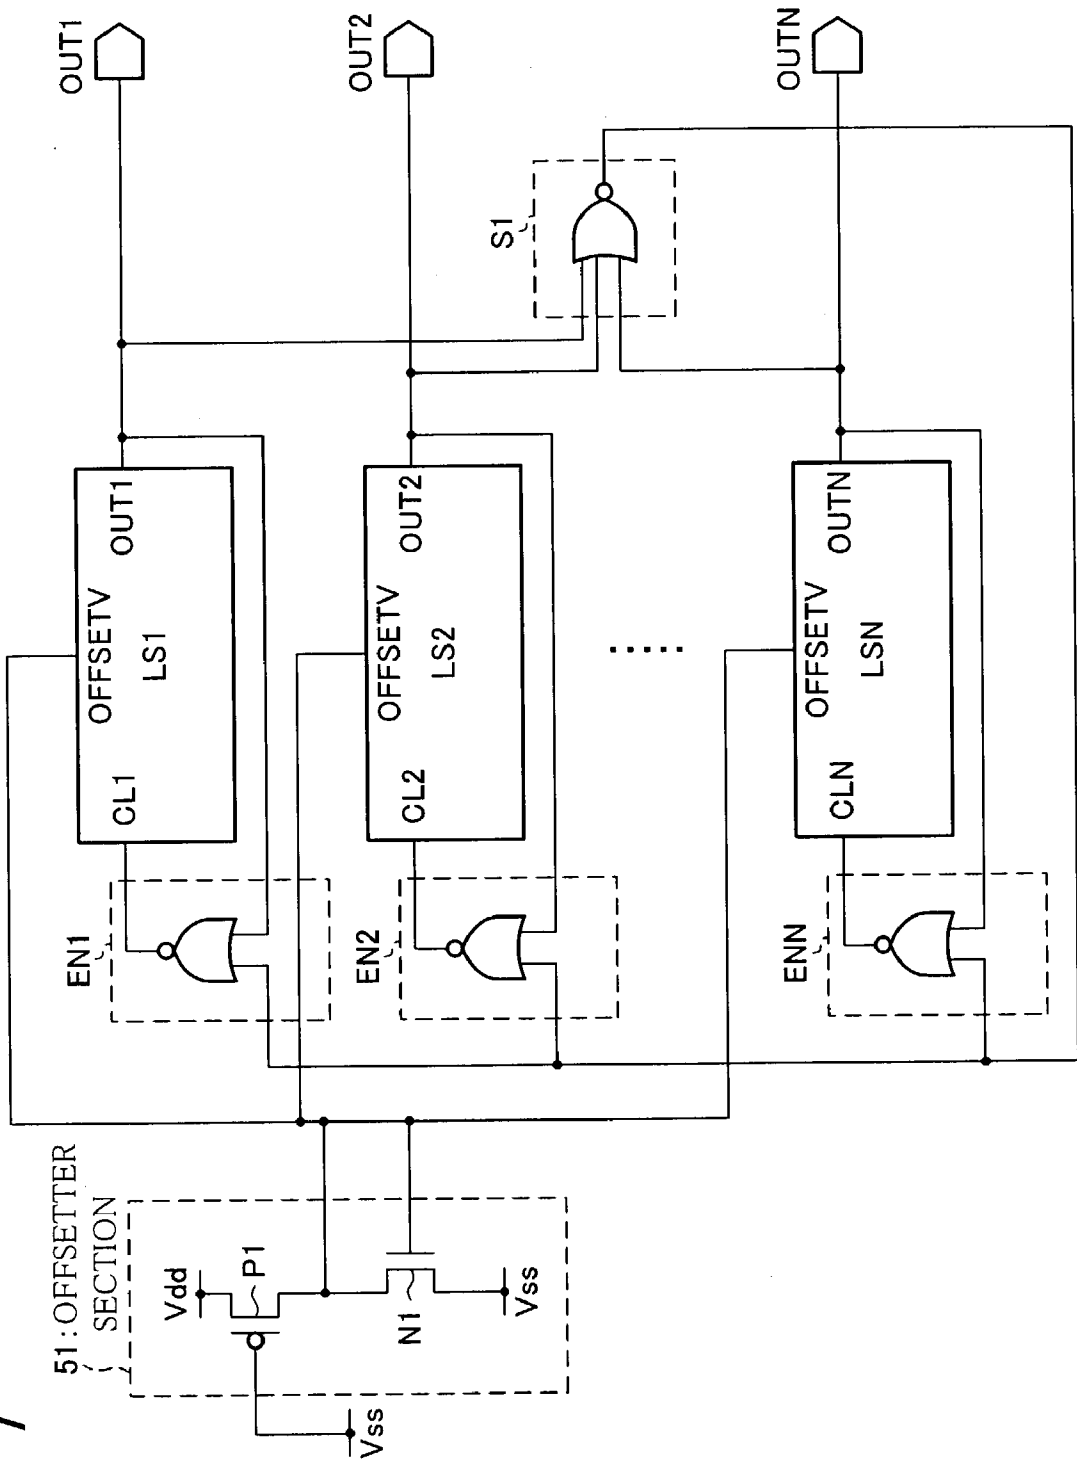 51:OFFSETTER
SECTION
Vdd
P1
N1
Vss
Vss
EN1
CL1
OFFSETV
LS1
OUT1
OUT1
EN2
CL2
OFFSETV
LS2
OUT2
OUT2
S1
.....
ENN
CLN
OFFSETV
LSN
OUTN
OUTN